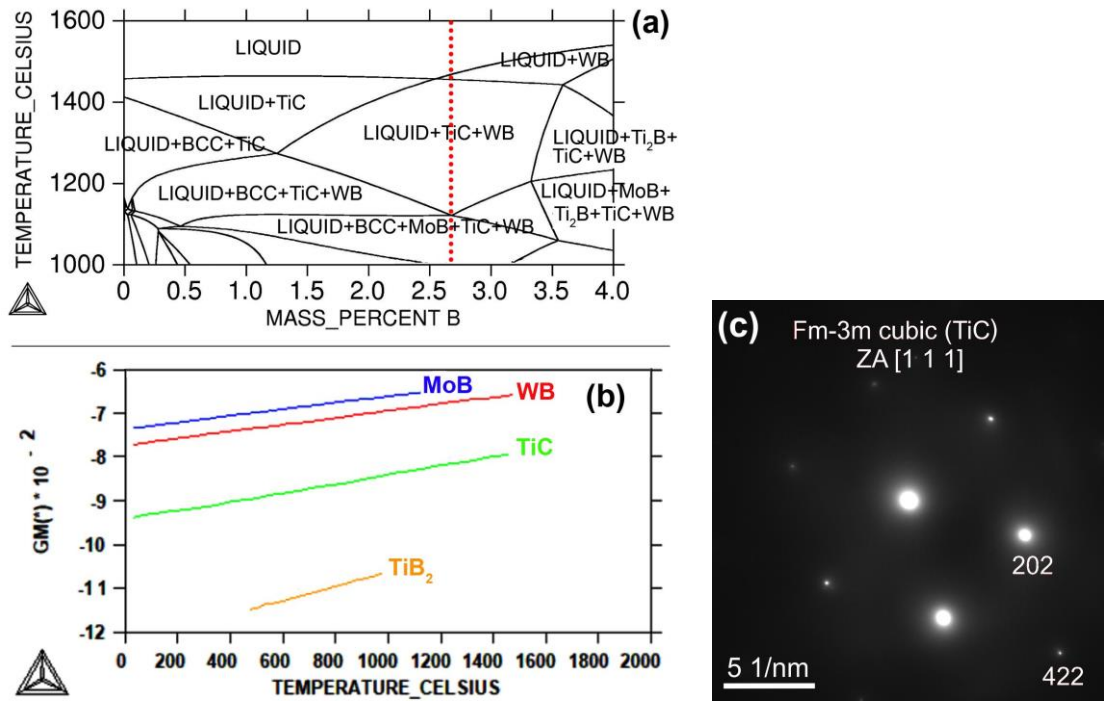 (a)
1600
1400
1200
1000
TEMPERATURE_CELSIUS
LIQUID
LIQUID+WB
LIQUID+TiC
LIQUID+TiC+WB
LIQUID+BCC+TiC
LIQUID+Ti₂B+
TiC+WB
LIQUID+BCC+TiC+WB
LIQUID+MoB+
Ti₂B+TiC+WB
LIQUID+BCC+MoB+TiC+WB
0 0.5 1.0 1.5 2.0 2.5 3.0 3.5 4.0
MASS_PERCENT B
(b)
-6
-7
-8
-9
-10
-11
-12
GM(*) * 10 - 2
MoB
WB
TiC
TiB₂
0 200 400 600 800 1000 1200 1400 1600 1800 2000
TEMPERATURE_CELSIUS
(c)
Fm-3m cubic (TiC)
ZA [1 1 1]
202
422
5 1/nm